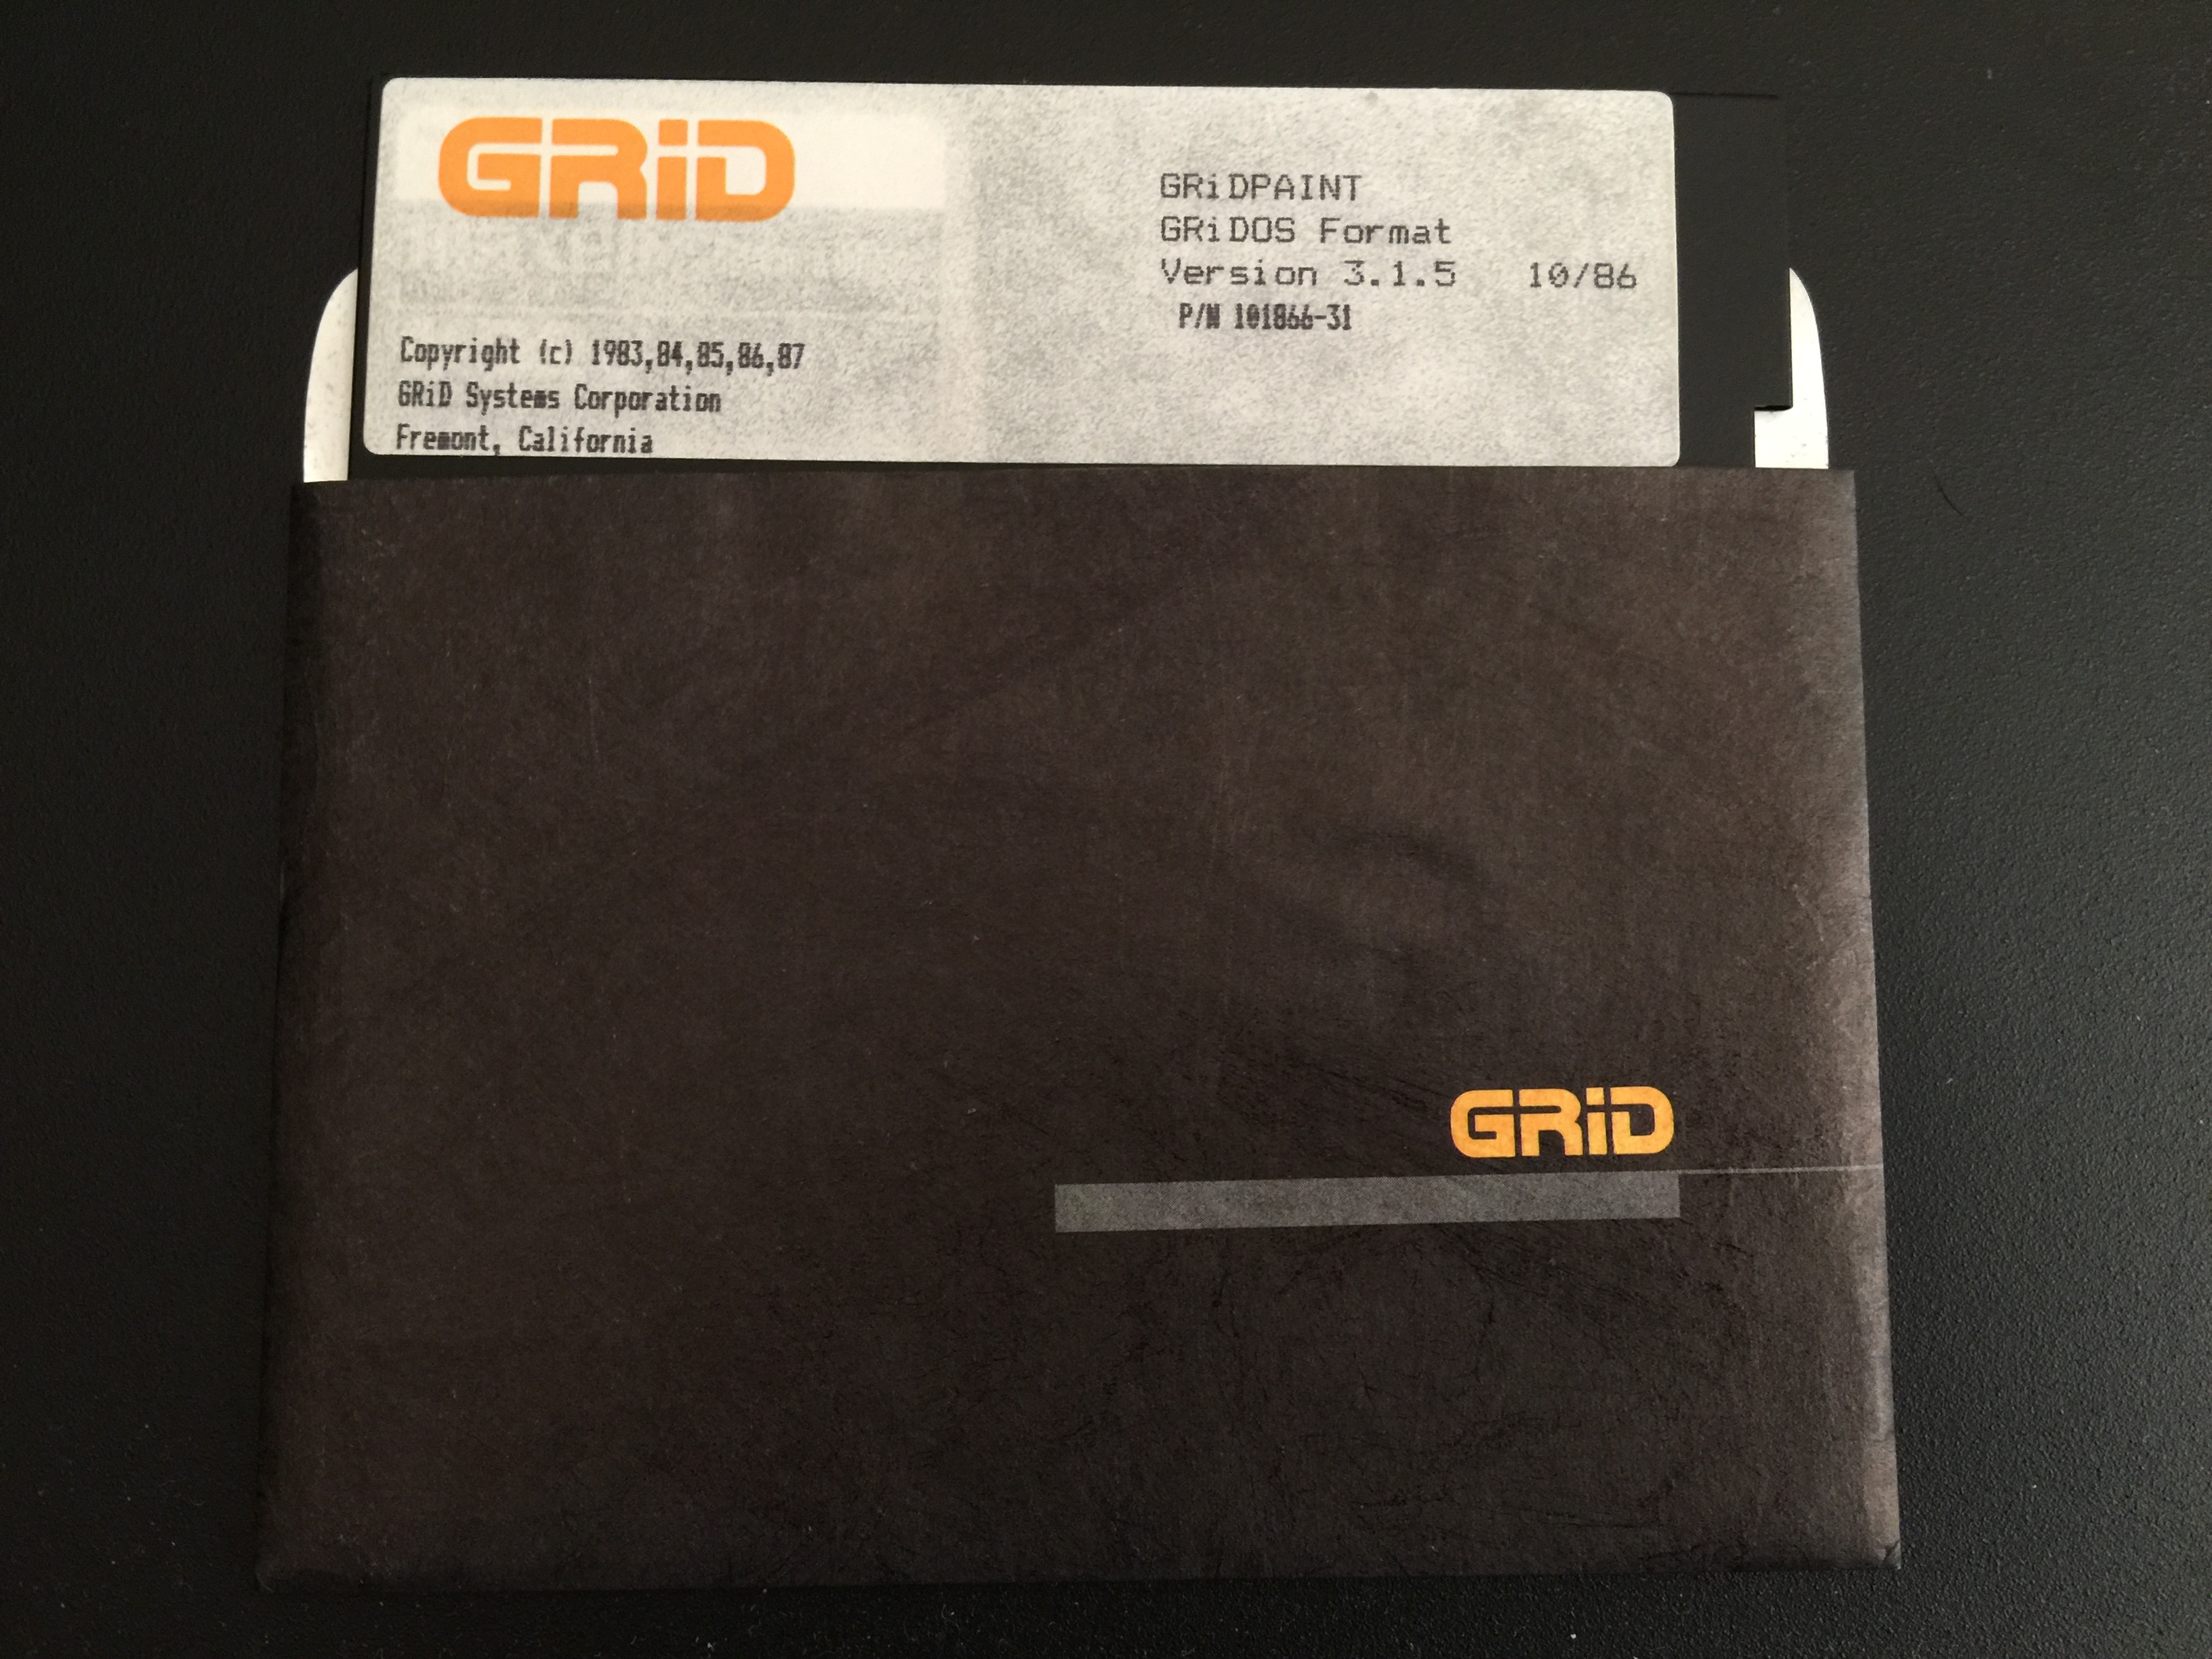 GRiD
GRiDPAINT
GRiDOS Format
Version 3.1.5 10/86
P/N 101866-31
Copyright (c) 1983,84,85,86,87
GRiD Systems Corporation
Fremont, California
GRiD